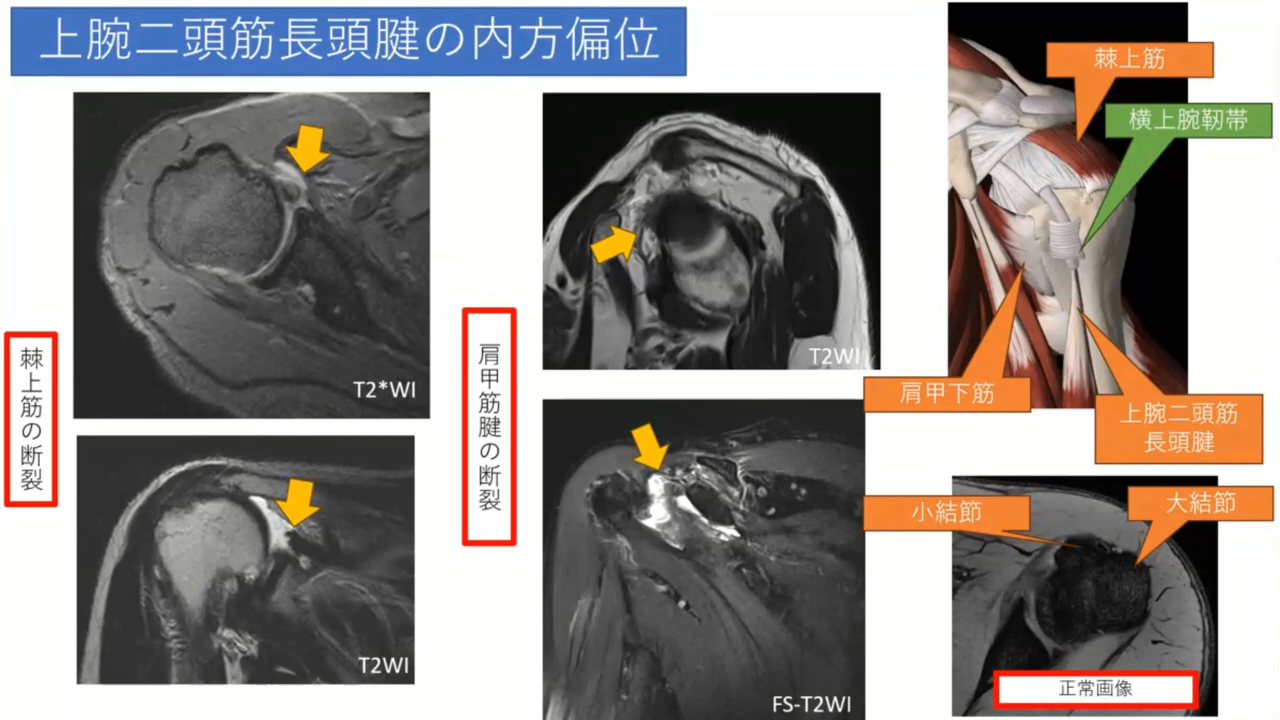 上腕二頭筋長頭腱の内方偏位
棘上筋
横上腕靭帯
T2*WI
T2WI
棘上筋の断裂
肩甲筋腱の断裂
肩甲下筋
上腕二頭筋
長頭腱
小結節
大結節
T2WI
FS-T2WI
正常画像